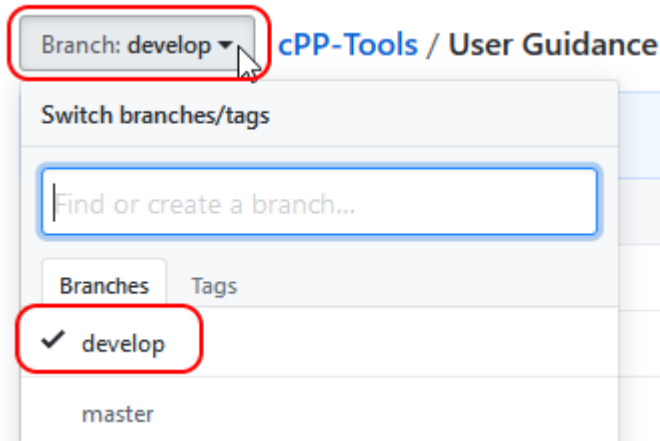 Branch: develop cPP-Tools / User Guidance
Switch branches/tags
Find or create a branch...
Branches Tags
develop
master